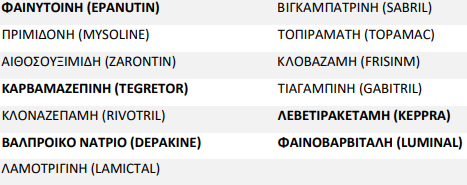 ΦΑΙΝΥΤΟΙΝΗ (EPANUTIN) ΒΙΓΚΑΜΠΑΤΡΙΝΗ (SABRIL)
ΠΡΙΜΙΔΟΝΗ (MYSOLINE) ΤΟΠΙΡΑΜΑΤΗ (TOPAMAC)
ΑΙΘΟΣΟΥΞΙΜΙΔΗ (ZARONTIN) ΚΛΟΒΑΖΑΜΗ (FRISINM)
ΚΑΡΒΑΜΑΖΕΠΙΝΗ (TEGRETOR) ΤΙΑΓΑΜΠΙΝΗ (GABITRIL)
ΚΛΟΝΑΖΕΠΑΜΗ (RIVOTRIL) ΛΕΒΕΤΙΡΑΚΕΤΑΜΗ (KEPPRA)
ΒΑΛΠΡΟΙΚΟ ΝΑΤΡΙΟ (DEPAKINE) ΦΑΙΝΟΒΑΡΒΙΤΑΛΗ (LUMINAL)
ΛΑΜΟΤΡΙΓΙΝΗ (LAMICTAL)